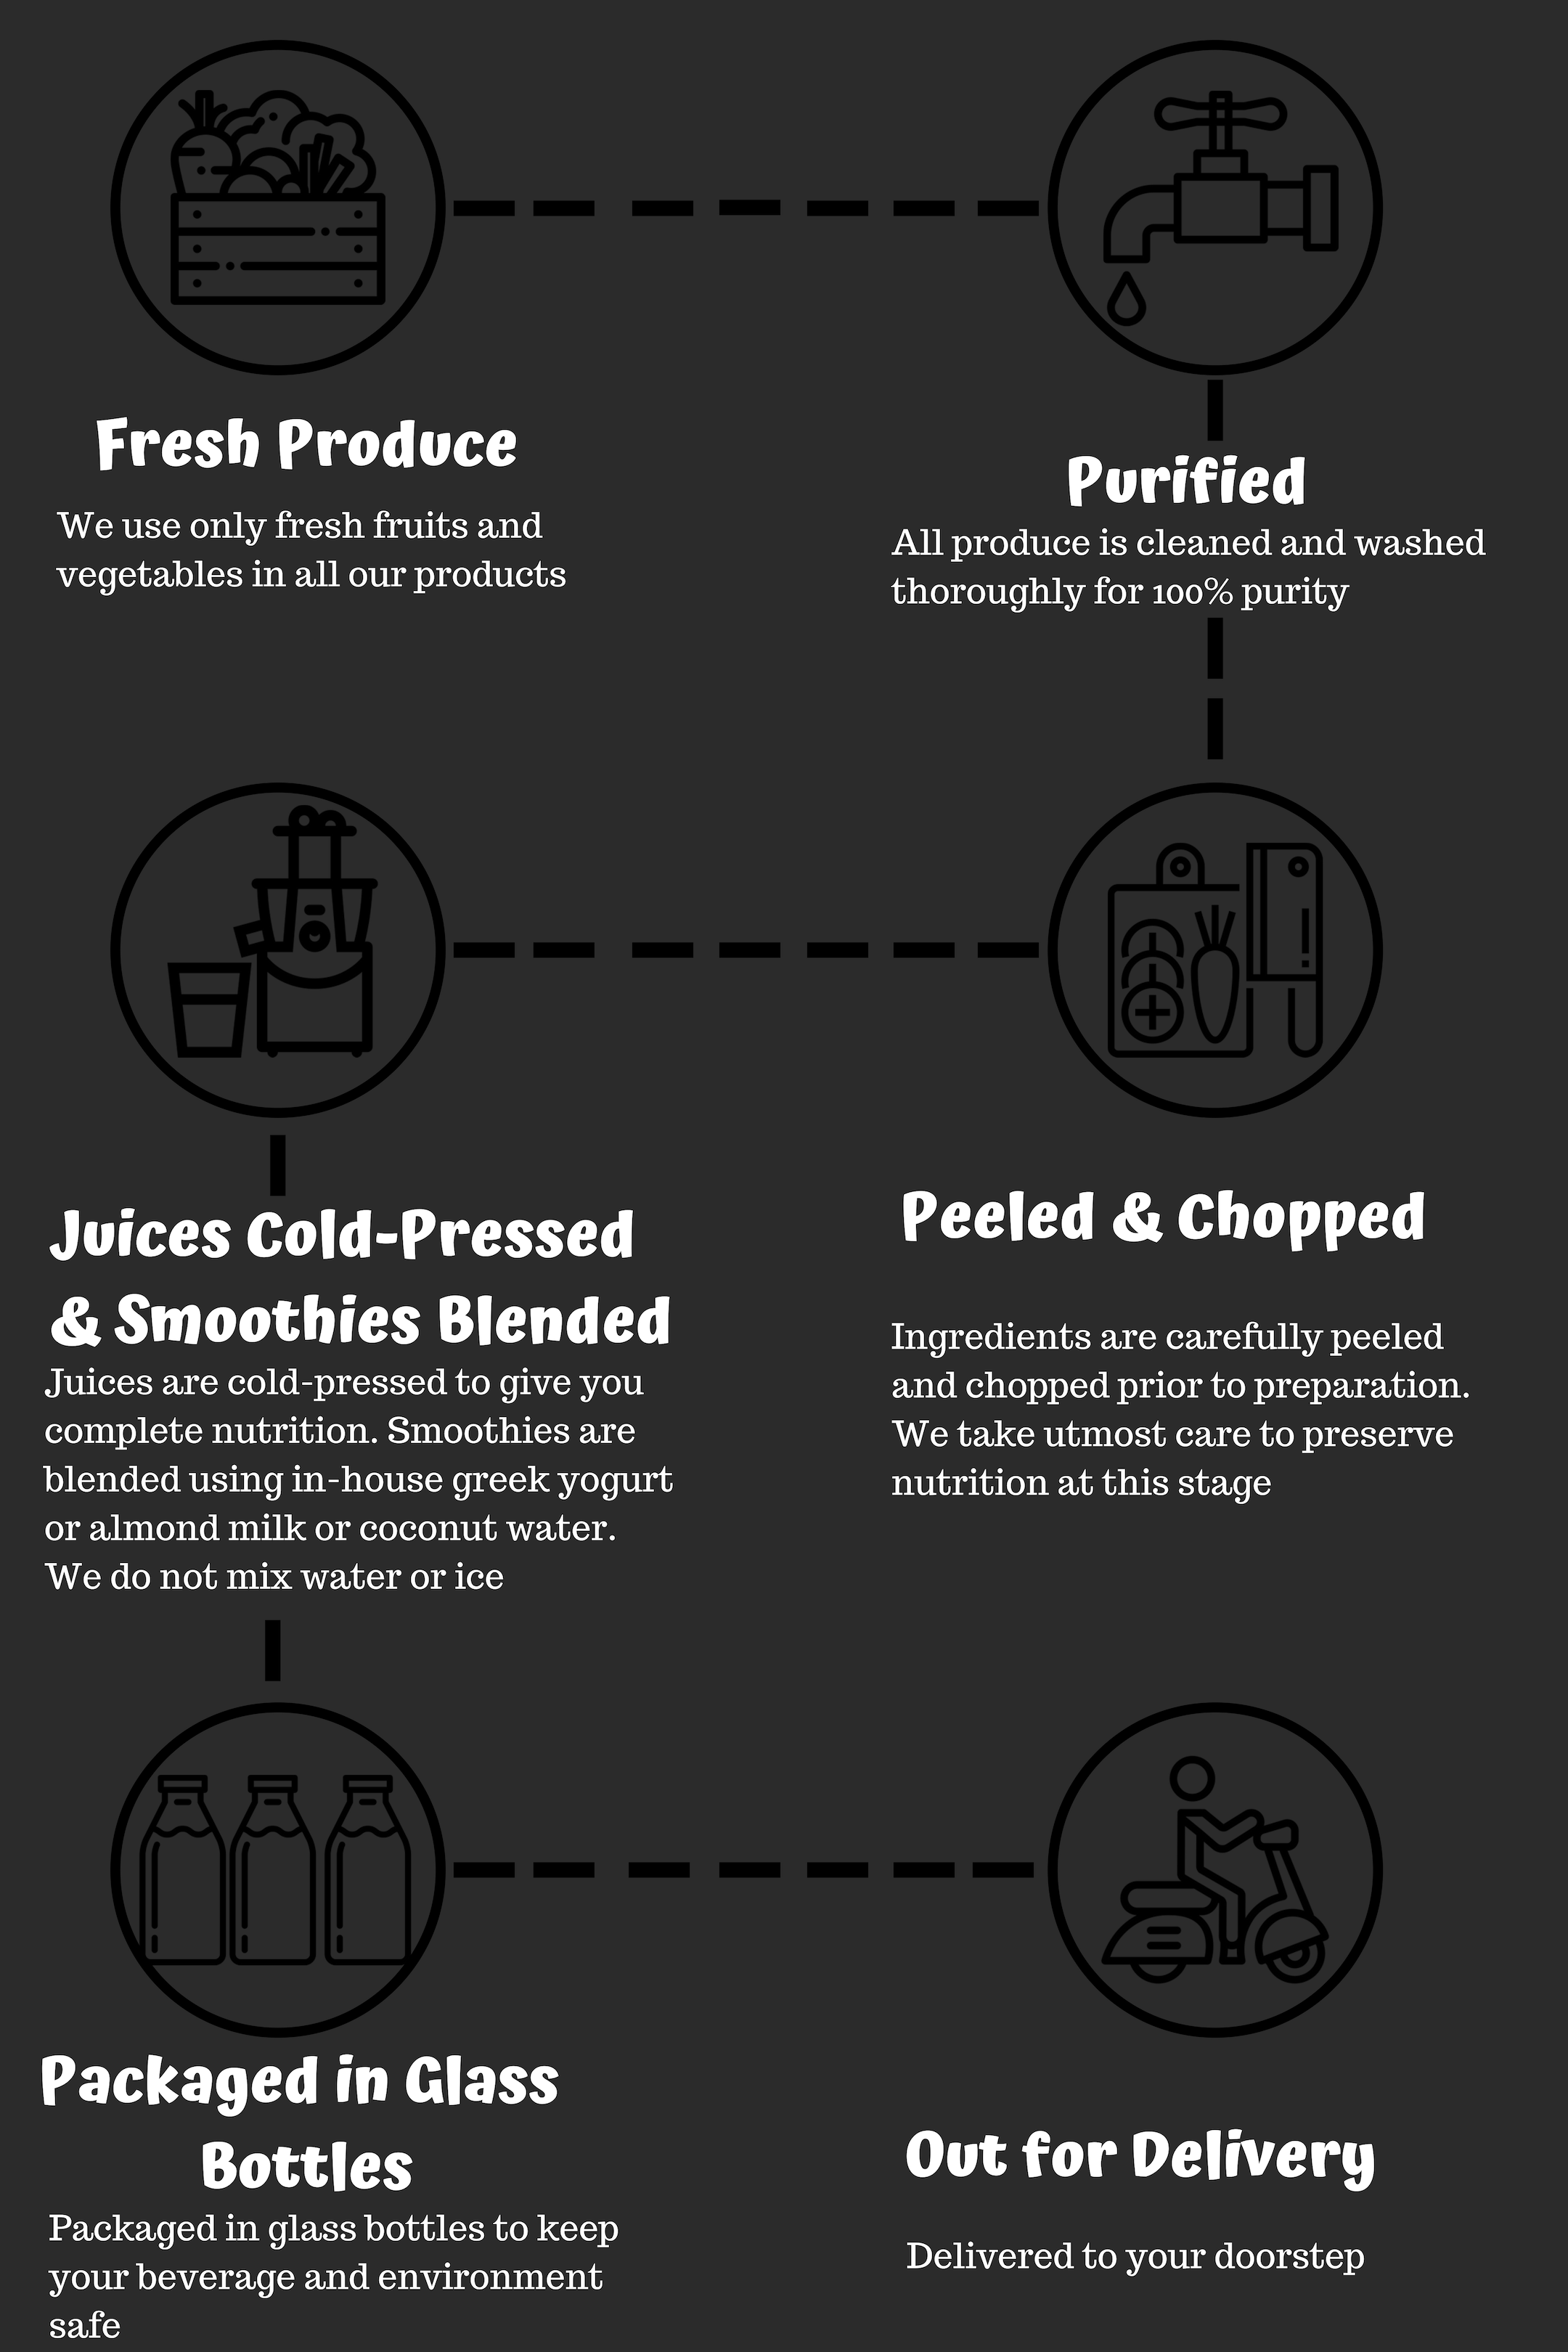 Fresh Produce
We use only fresh fruits and
vegetables in all our products
Purified
All produce is cleaned and washed
thoroughly for 100% purity
Peeled & Chopped
Ingredients are carefully peeled
and chopped prior to preparation.
We take utmost care to preserve
nutrition at this stage
Juices Cold-Pressed
& Smoothies Blended
Juices are cold-pressed to give you
complete nutrition. Smoothies are
blended using in-house greek yogurt
or almond milk or coconut water.
We do not mix water or ice
Packaged in Glass
Bottles
Packaged in glass bottles to keep
your beverage and environment
safe
Out for Delivery
Delivered to your doorstep